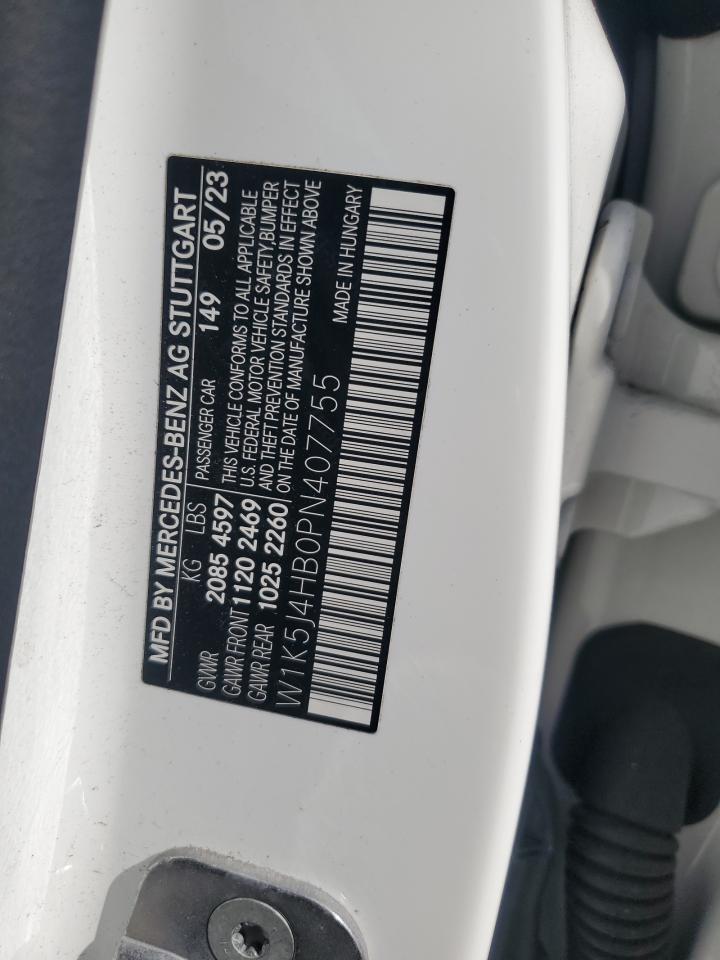 MFD BY MERCEDES-BENZ AG STUTTGART
KG LBS PASSENGER CAR 149 05/23
GVWR 2085 4597 THIS VEHICLE CONFORMS TO ALL APPLICABLE
GAWR FRONT 1120 2469 U.S. FEDERAL MOTOR VEHICLE SAFETY,BUMPER
GAWR REAR 1025 2260 AND THEFT PREVENTION STANDARDS IN EFFECT
ON THE DATE OF MANUFACTURE SHOWN ABOVE
W1K5J4HB0PN407755 MADE IN HUNGARY